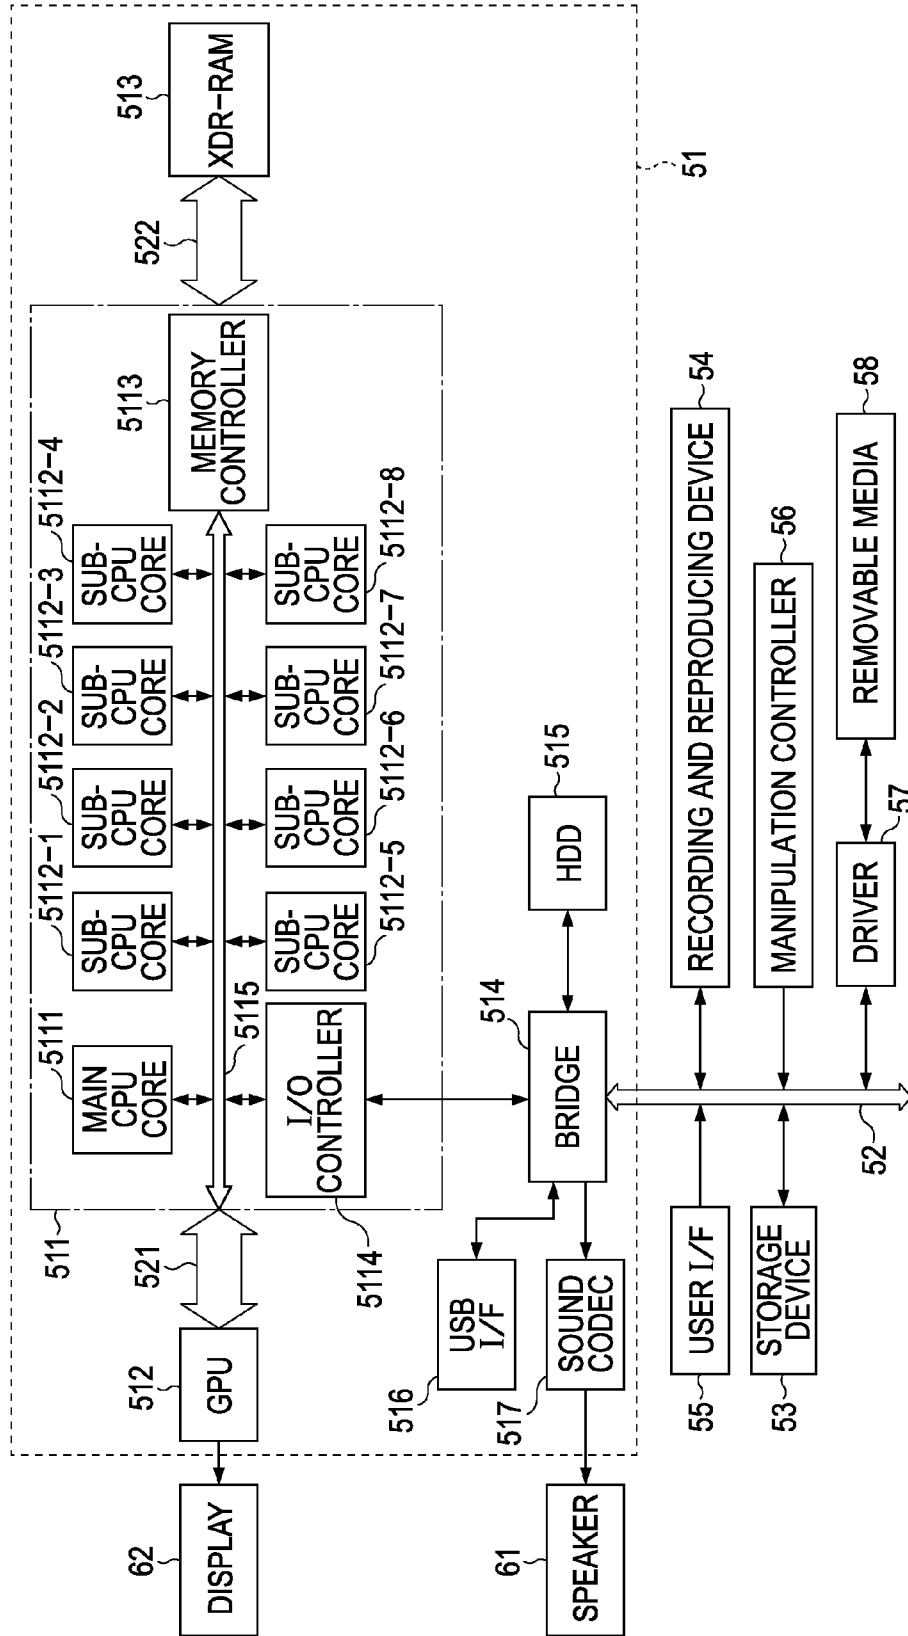 511
5111
5112-1
5112-2
5112-3
5112-4
5113
522
513
62
512
521
MAIN
CPU
CORE
SUB-
CPU
CORE
SUB-
CPU
CORE
SUB-
CPU
CORE
SUB-
CPU
CORE
MEMORY
CONTROLLER
XDR-RAM
DISPLAY
GPU
5115
I/O
CONTROLLER
SUB-
CPU
CORE
SUB-
CPU
CORE
SUB-
CPU
CORE
SUB-
CPU
CORE
5114
5112-5
5112-6
5112-7
5112-8
516
USB
I/F
514
BRIDGE
515
HDD
61
SPEAKER
517
SOUND
CODEC
51
55
USER I/F
RECORDING AND REPRODUCING DEVICE
54
53
STORAGE
DEVICE
MANIPULATION CONTROLLER
56
52
DRIVER
57
REMOVABLE MEDIA
58